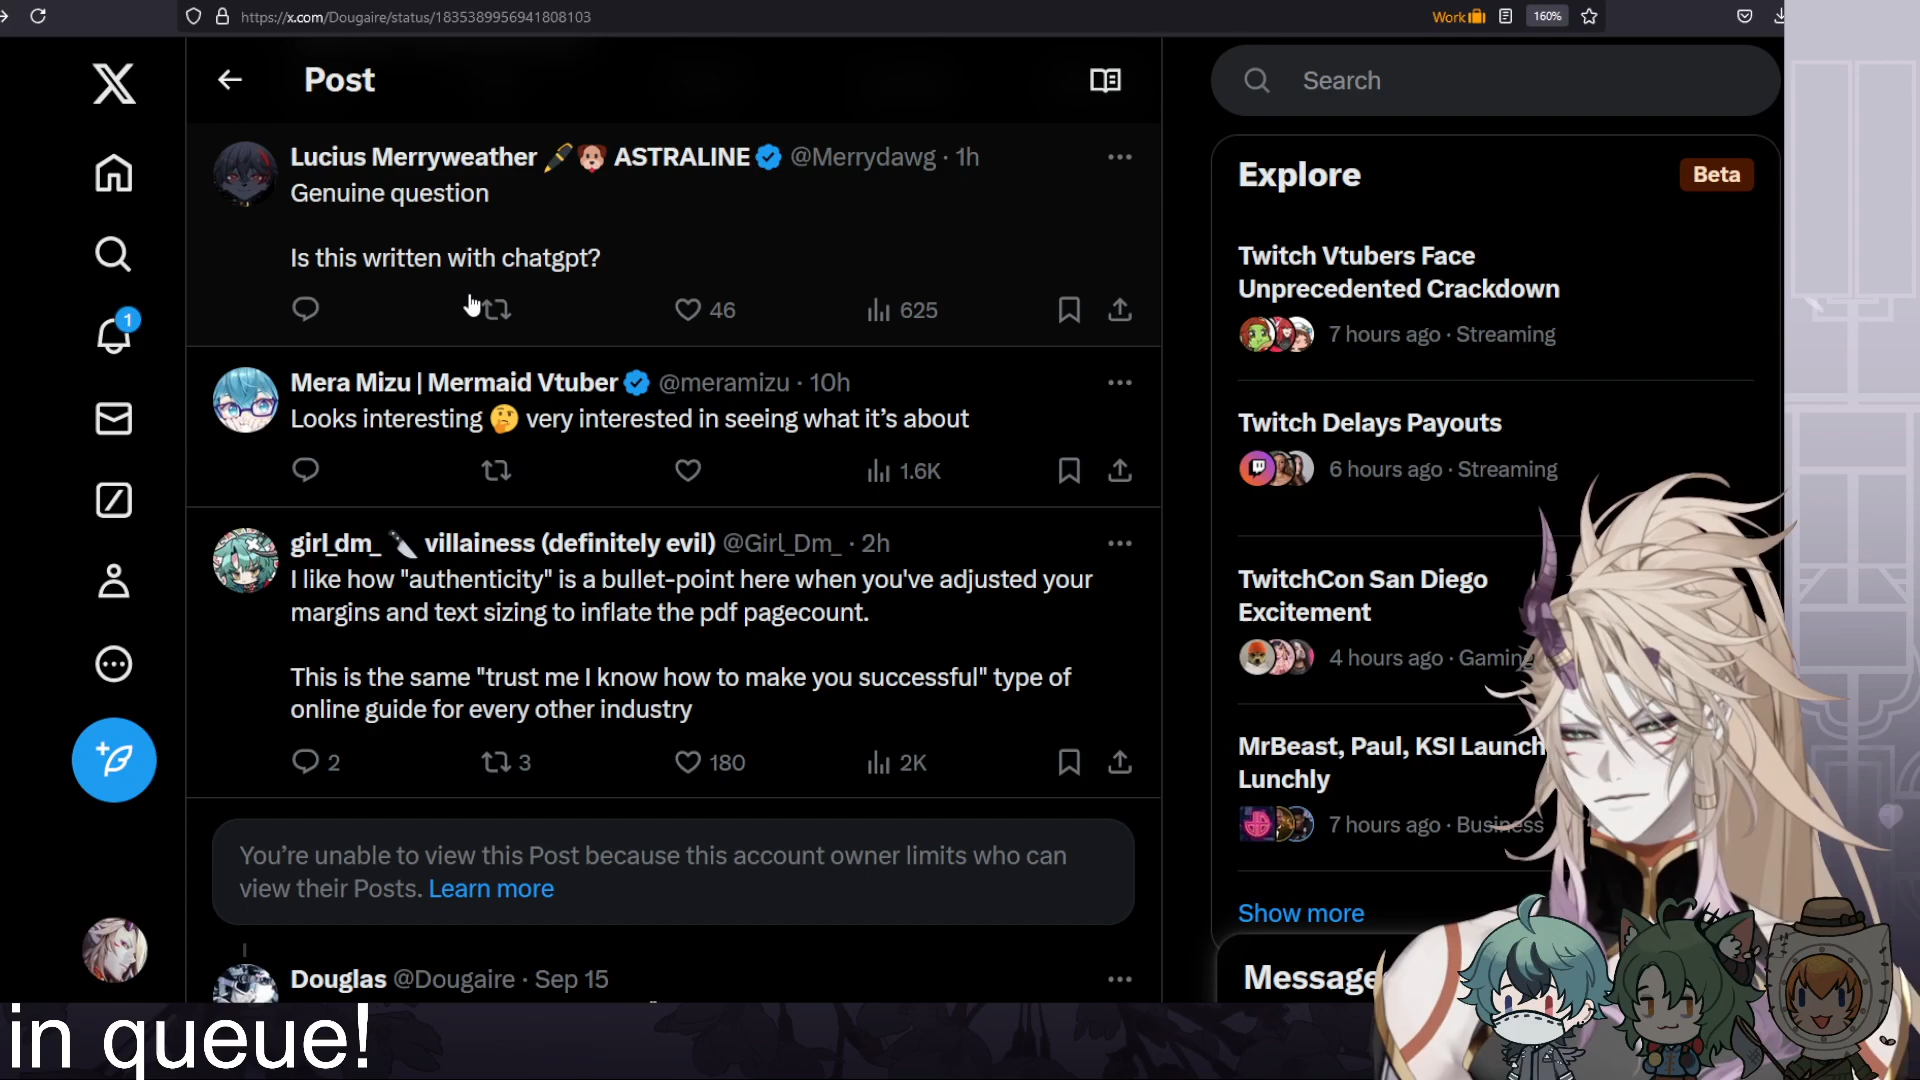 https://x.com/Dougaire/status/1835389956941808103
Work
160%
Post
Search
Lucius Merryweather 🖋️🐶 ASTRALINE @Merrydawg · 1h
Genuine question
Is this written with chatgpt?
46
625
Mera Mizu | Mermaid Vtuber @meramizu · 10h
Looks interesting 🤔 very interested in seeing what it's about
1.6K
girl_dm_ 🔪 villainess (definitely evil) @Girl_Dm_ · 2h
I like how "authenticity" is a bullet-point here when you've adjusted your
margins and text sizing to inflate the pdf pagecount.
This is the same "trust me I know how to make you successful" type of
online guide for every other industry
2
3
180
2K
You're unable to view this Post because this account owner limits who can
view their Posts. Learn more
Douglas @Dougaire · Sep 15
1
Explore
Beta
Twitch Vtubers Face
Unprecedented Crackdown
7 hours ago · Streaming
Twitch Delays Payouts
6 hours ago · Streaming
TwitchCon San Diego
Excitement
4 hours ago · Gaming
MrBeast, Paul, KSI Launch
Lunchly
7 hours ago · Business
Show more
Message
in queue!